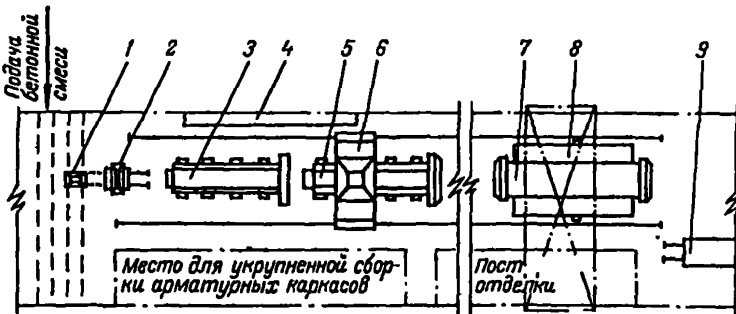 Подача
бетонной
смеси
1 2 3 4 5 6 7 8 9
Место для укрупненной сбор-
ки арматурных каркасов
Пост
отделки